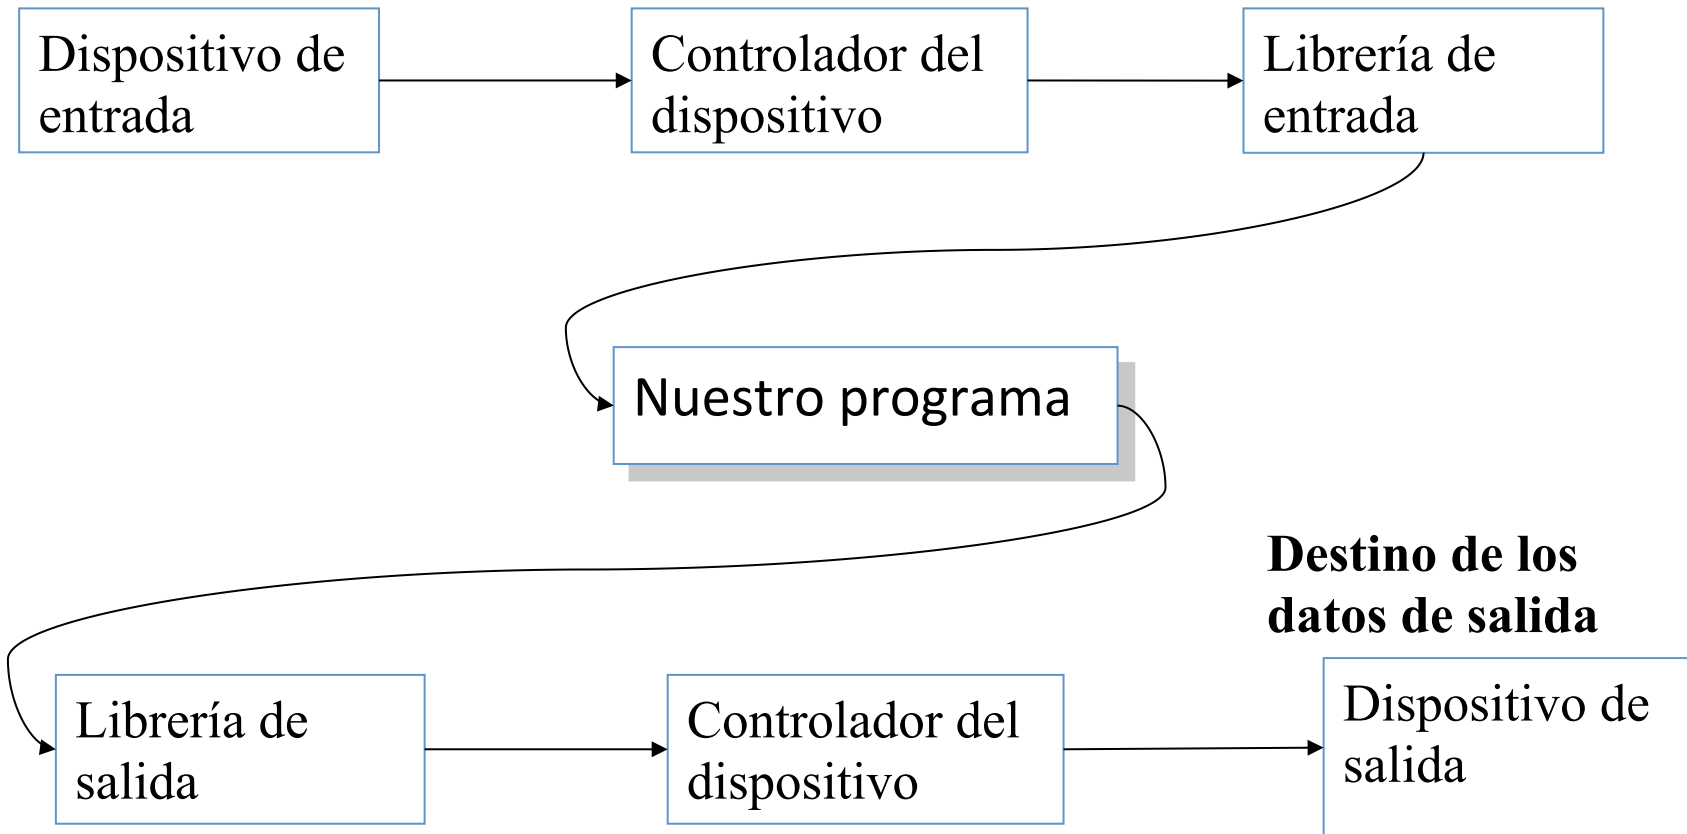 Dispositivo de
entrada
Controlador del
dispositivo
Librería de
entrada
Nuestro programa
Destino de los
datos de salida
Librería de
salida
Controlador del
dispositivo
Dispositivo de
salida